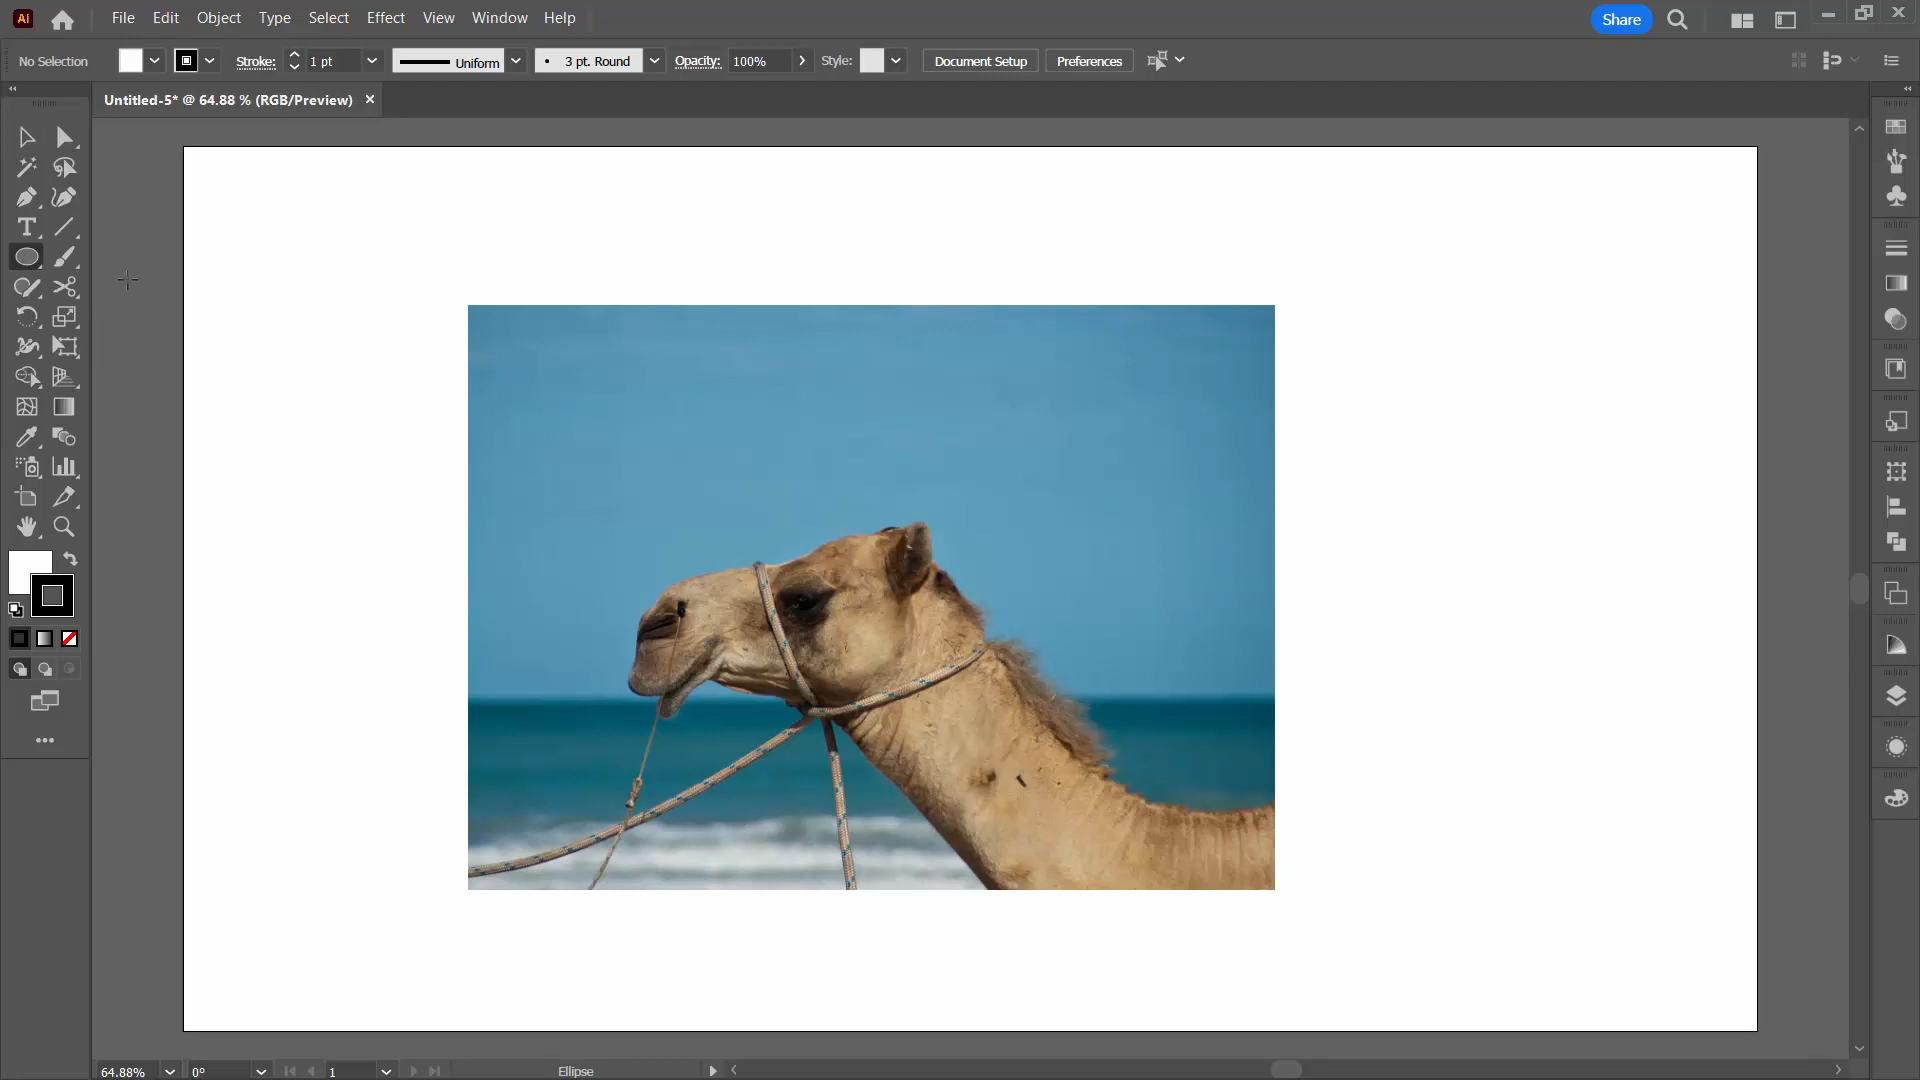 Ai File Edit Object Type Select Effect View Window Help Share
No Selection Stroke: 1 pt Uniform 3 pt. Round Opacity: 100% Style: Document Setup Preferences
Untitled-5* @ 64.88 % (RGB/Preview)
64.88% 0° 1 Ellipse